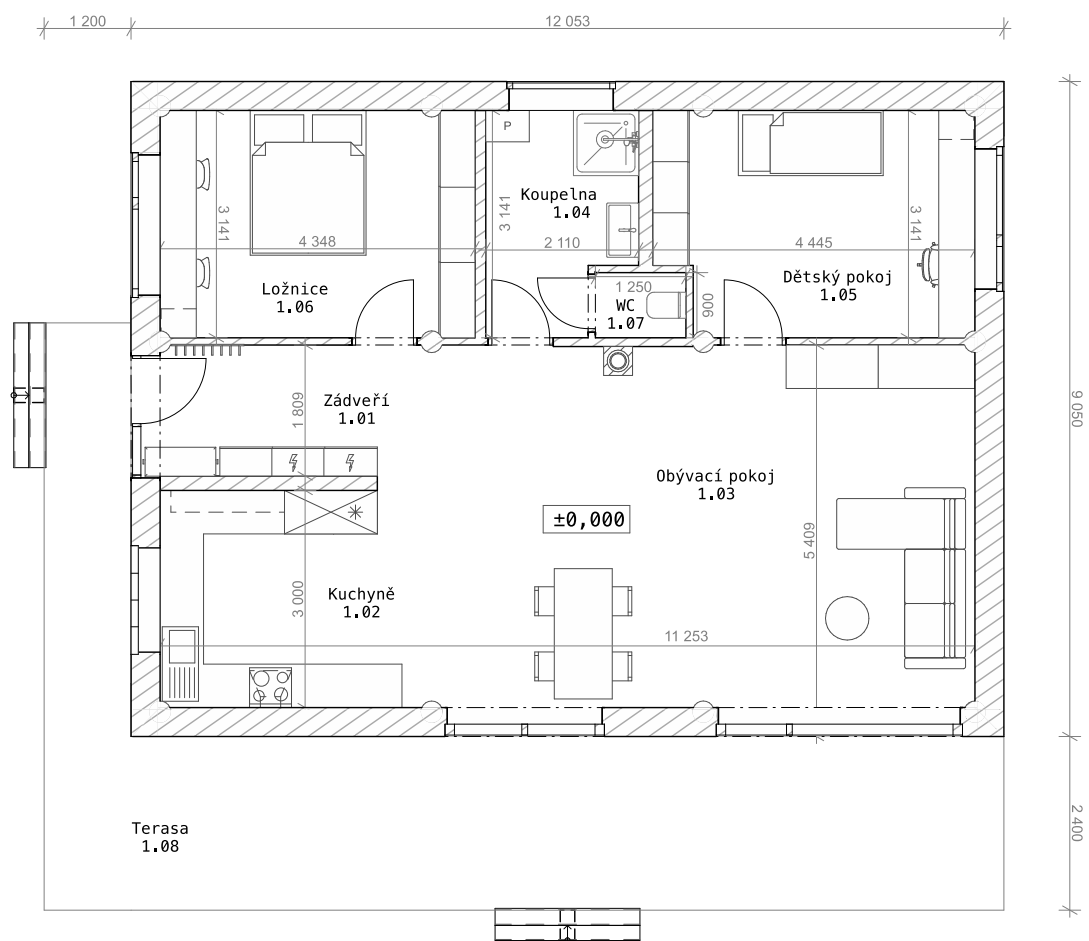 1 200
12 053
P
Koupelna
1.04
3 141
3 141
3 141
4 348
2 110
4 445
Ložnice
1.06
1 250
WC
1.07
900
Dětský pokoj
1.05
9 050
Zádveří
1.01
1 809
Obývací pokoj
1.03
±0,000
5 409
Kuchyně
1.02
3 000
11 253
Terasa
1.08
2 400